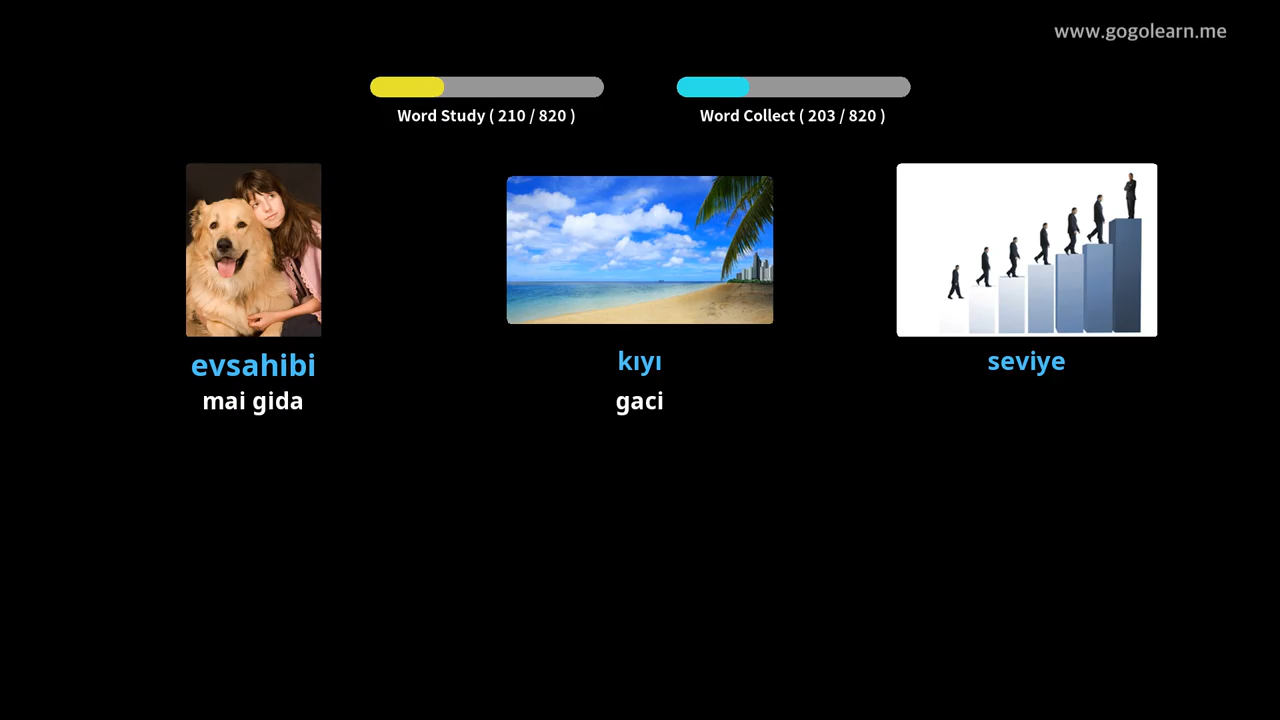 www.gogolearn.me
Word Study ( 210 / 820 )
Word Collect ( 203 / 820 )
evsahibi
mai gida
kıyı
gaci
seviye